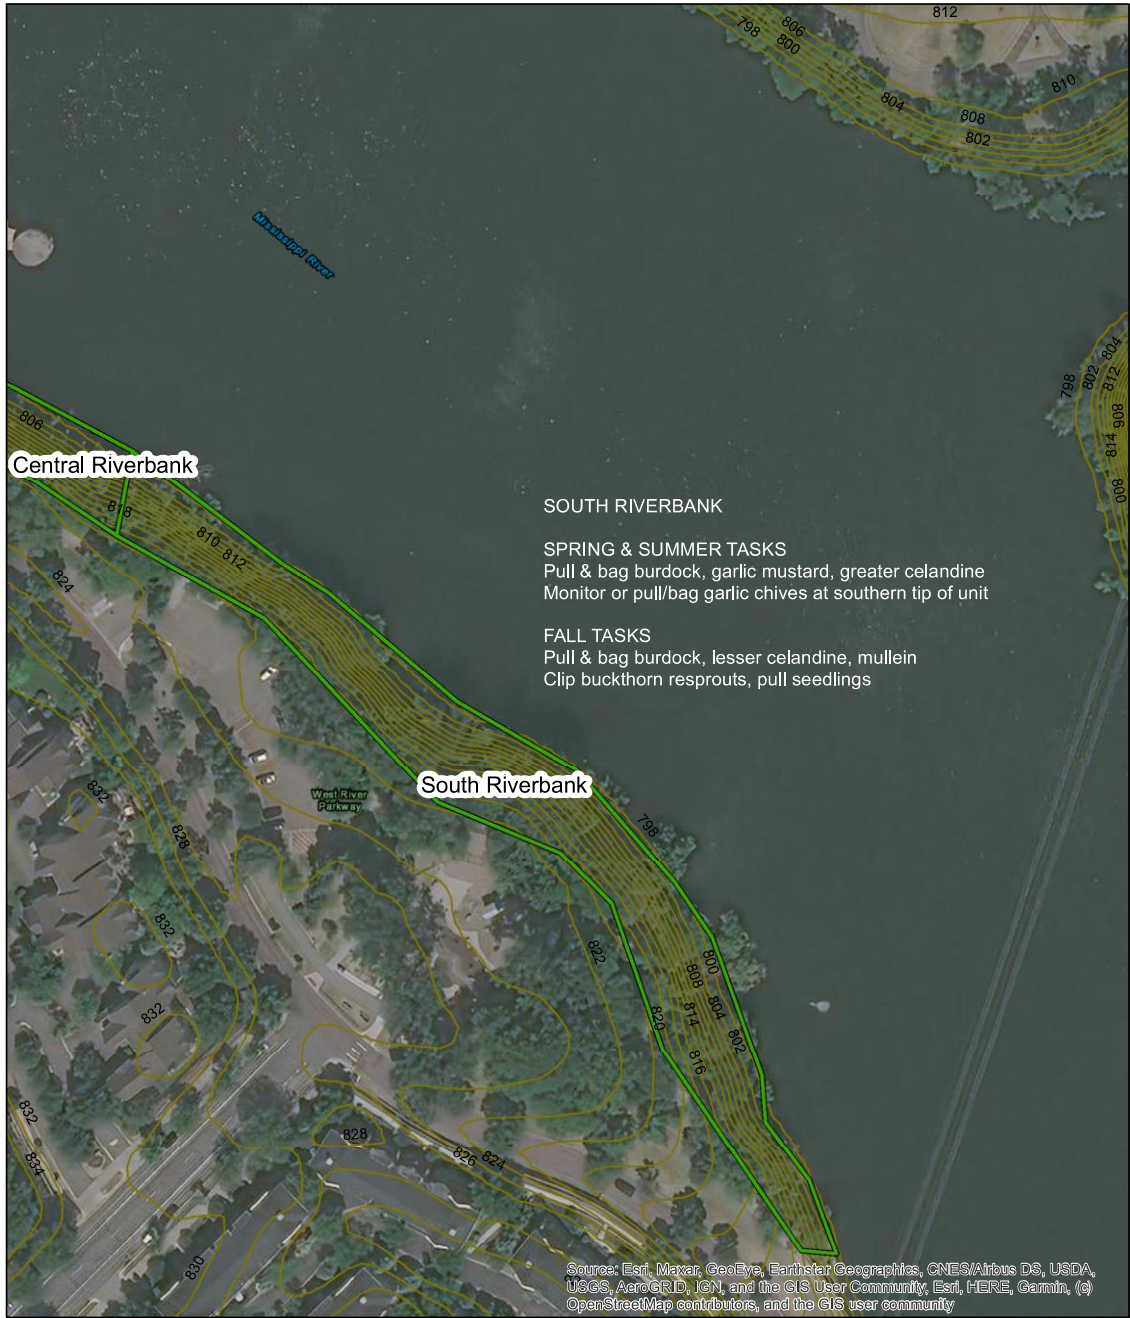 812
806
798
800
810
804
808
802
Mississippi River
804
802
798
812
806
814
800
806
Central Riverbank
818
810
812
824
SOUTH RIVERBANK
SPRING & SUMMER TASKS
Pull & bag burdock, garlic mustard, greater celandine
Monitor or pull/bag garlic chives at southern tip of unit
FALL TASKS
Pull & bag burdock, lesser celandine, mullein
Clip buckthorn resprouts, pull seedlings
South Riverbank
West River
Parkway
832
828
798
832
822
800
808
804
814
820
802
832
816
832
828
826
824
834
830
Source: Esri, Maxar, GeoEye, Earthstar Geographics, CNES/Airbus DS, USDA,
USGS, AeroGRID, IGN, and the GIS User Community, Esri, HERE, Garmin, (c)
OpenStreetMap contributors, and the GIS user community